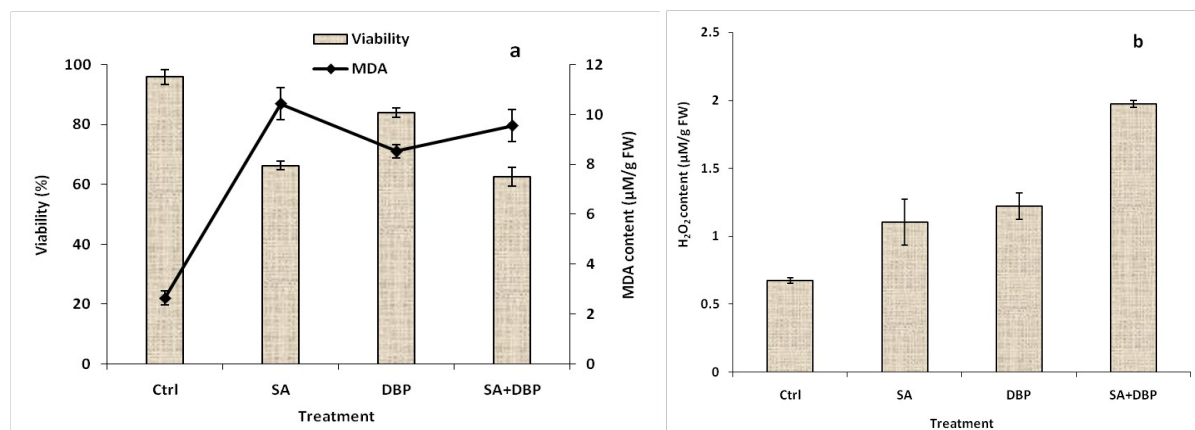 a
Viability
MDA
Viability (%)
100
80
60
40
20
0
12
10
8
6
4
2
0
MDA content (µM/g FW)
Ctrl SA DBP SA+DBP
Treatment
b
H₂O₂ content (µM/g FW)
2.5
2
1.5
1
0.5
0
Ctrl SA DBP SA+DBP
Treatment